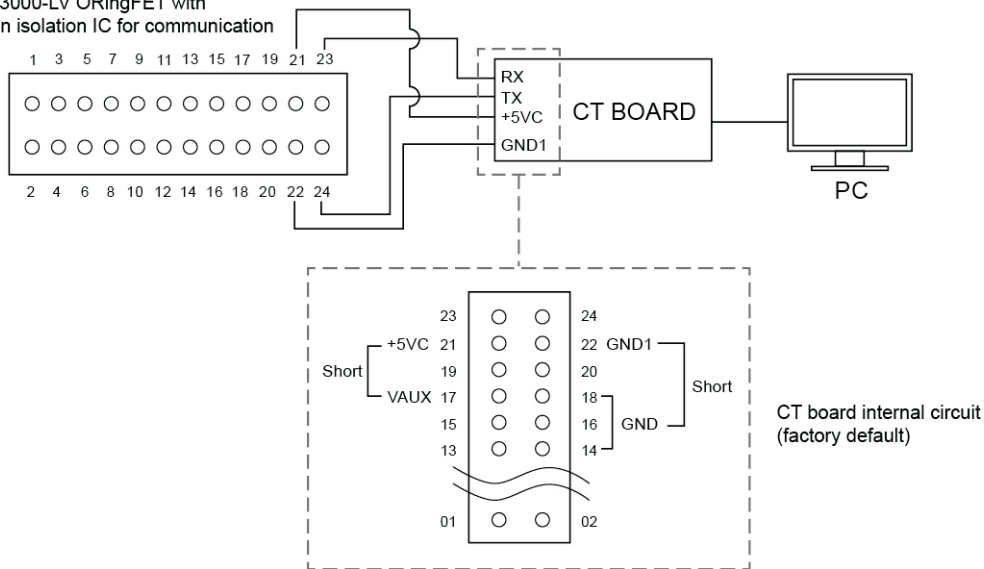 3000-LV ORingFET with
isolation IC for communication
1 3 5 7 9 11 13 15 17 19 21 23
2 4 6 8 10 12 14 16 18 20 22 24
RX
TX
+5VC
GND1
CT BOARD
PC
23 24
+5VC 21 22 GND1
19 20
Short
VAUX 17 18
Short
15 16 GND
13 14
01 02
CT board internal circuit
(factory default)